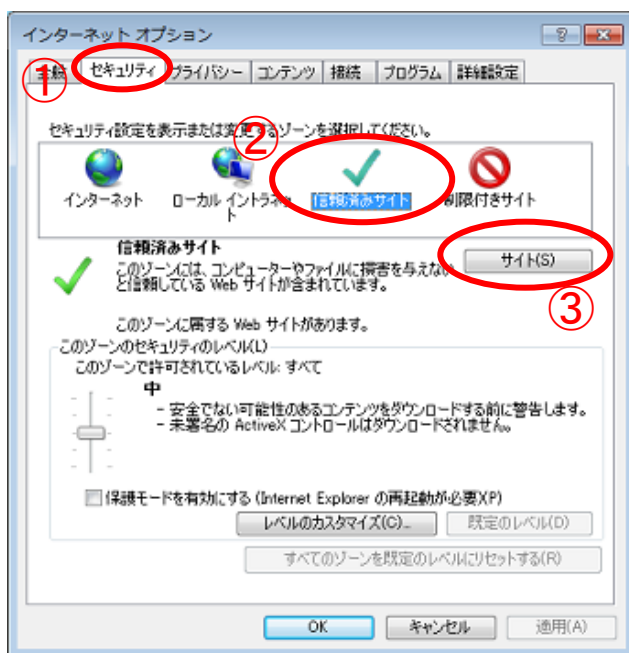 インターネット オプション
① 全般 セキュリティ プライバシー コンテンツ 接続 プログラム 詳細設定
セキュリティ設定を表示または変更するゾーンを選択してください。
②
インターネット ローカル イントラネット 信頼済みサイト 制限付きサイト
信頼済みサイト
サイト(S)
このゾーンには、コンピューターやファイルに損害を与えない
と信頼している Web サイトが含まれています。
③
このゾーンに属する Web サイトがあります。
このゾーンのセキュリティのレベル(L)
このゾーンで許可されているレベル: すべて
中
- 安全でない可能性のあるコンテンツをダウンロードする前に警告します。
- 未署名の ActiveX コントロールはダウンロードされません。
保護モードを有効にする (Internet Explorer の再起動が必要)(P)
レベルのカスタマイズ(C)... 既定のレベル(D)
すべてのゾーンを既定のレベルにリセットする(R)
OK キャンセル 適用(A)